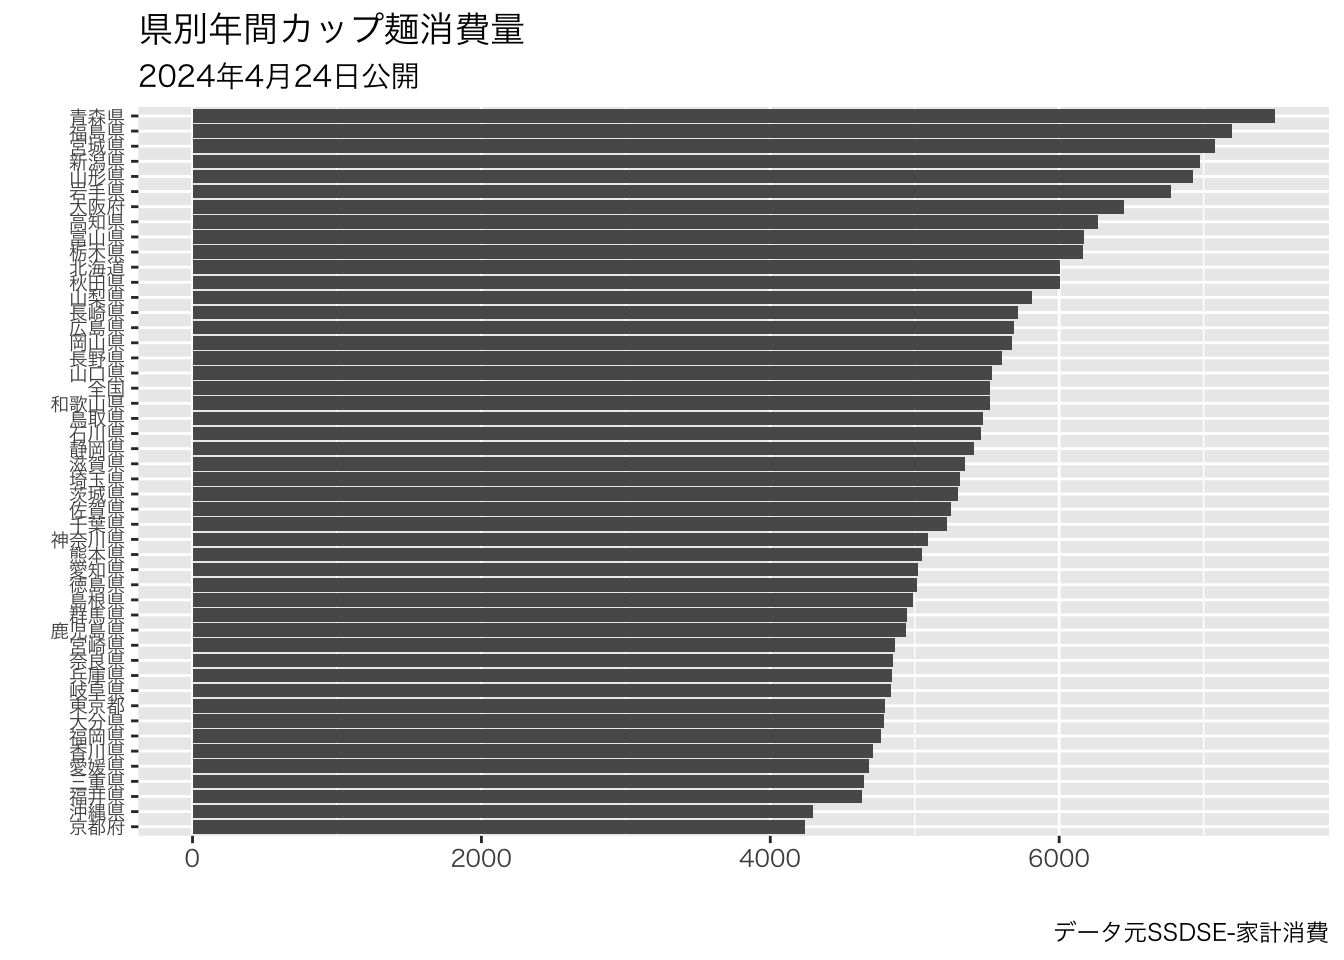 県別年間カップ麺消費量
2024年4月24日公開
青森県
福島県
宮城県
新潟県
山形県
岩手県
大阪府
高知県
富山県
栃木県
北海道
秋田県
山梨県
長崎県
広島県
岡山県
長野県
山口県
全国
和歌山県
鳥取県
石川県
静岡県
滋賀県
埼玉県
茨城県
佐賀県
千葉県
神奈川県
熊本県
愛知県
徳島県
島根県
群馬県
鹿児島県
宮崎県
奈良県
兵庫県
岐阜県
東京都
大分県
福岡県
香川県
愛媛県
三重県
福井県
沖縄県
京都府
0 2000 4000 6000
データ元SSDSE-家計消費